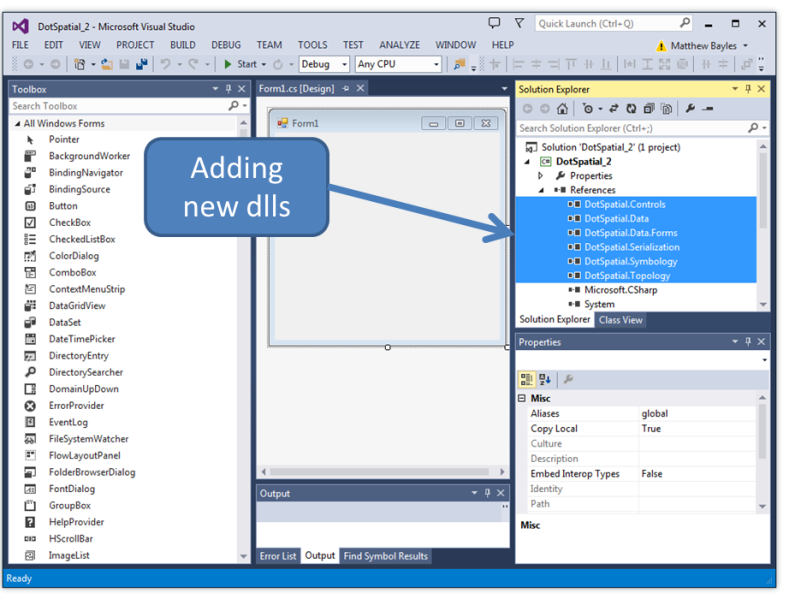 DotSpatial_2 - Microsoft Visual Studio
Quick Launch (Ctrl+Q)
FILE EDIT VIEW PROJECT BUILD DEBUG TEAM TOOLS TEST ANALYZE WINDOW HELP
Matthew Bayles
Start Debug Any CPU
Toolbox
Search Toolbox
All Windows Forms
Pointer
BackgroundWorker
BindingNavigator
BindingSource
Button
CheckBox
CheckedListBox
ColorDialog
ComboBox
ContextMenuStrip
DataGridView
DataSet
DateTimePicker
DirectoryEntry
DirectorySearcher
DomainUpDown
ErrorProvider
EventLog
FileSystemWatcher
FlowLayoutPanel
FolderBrowserDialog
FontDialog
GroupBox
HelpProvider
HScrollBar
ImageList
Form1.cs [Design]
Form1
Adding
new dlls
Output
Error List Output Find Symbol Results
Solution Explorer
Search Solution Explorer (Ctrl+;)
Solution 'DotSpatial_2' (1 project)
DotSpatial_2
Properties
References
DotSpatial.Controls
DotSpatial.Data
DotSpatial.Data.Forms
DotSpatial.Serialization
DotSpatial.Symbology
DotSpatial.Topology
Microsoft.CSharp
System
Solution Explorer Class View
Properties
Misc
Aliases global
Copy Local True
Culture
Description
Embed Interop Types False
Identity
Path
Misc
Ready